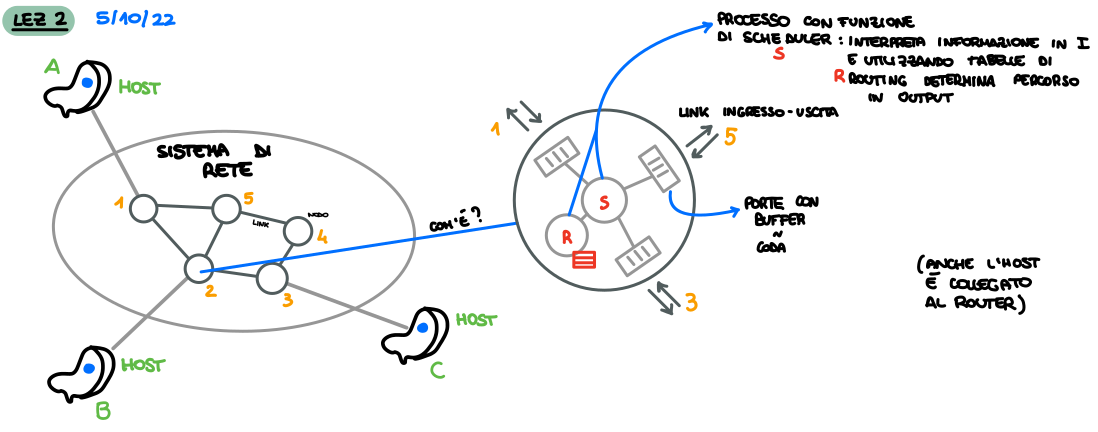 LEZ 2 5/10/22
A
HOST
SISTEMA DI
RETE
1
5
LINK
NODO
4
2
3
HOST
B
HOST
C
COM'È?
1
LINK INGRESSO-USCITA
5
S
R
3
PROCESSO CON FUNZIONE
DI SCHEDULER: INTERPRETA INFORMAZIONE IN I
S
E UTILIZZANDO TABELLE DI
R ROUTING DETERMINA PERCORSO
IN OUTPUT
PORTE CON
BUFFER
~
CODA
(ANCHE L'HOST
È COLLEGATO
AL ROUTER)